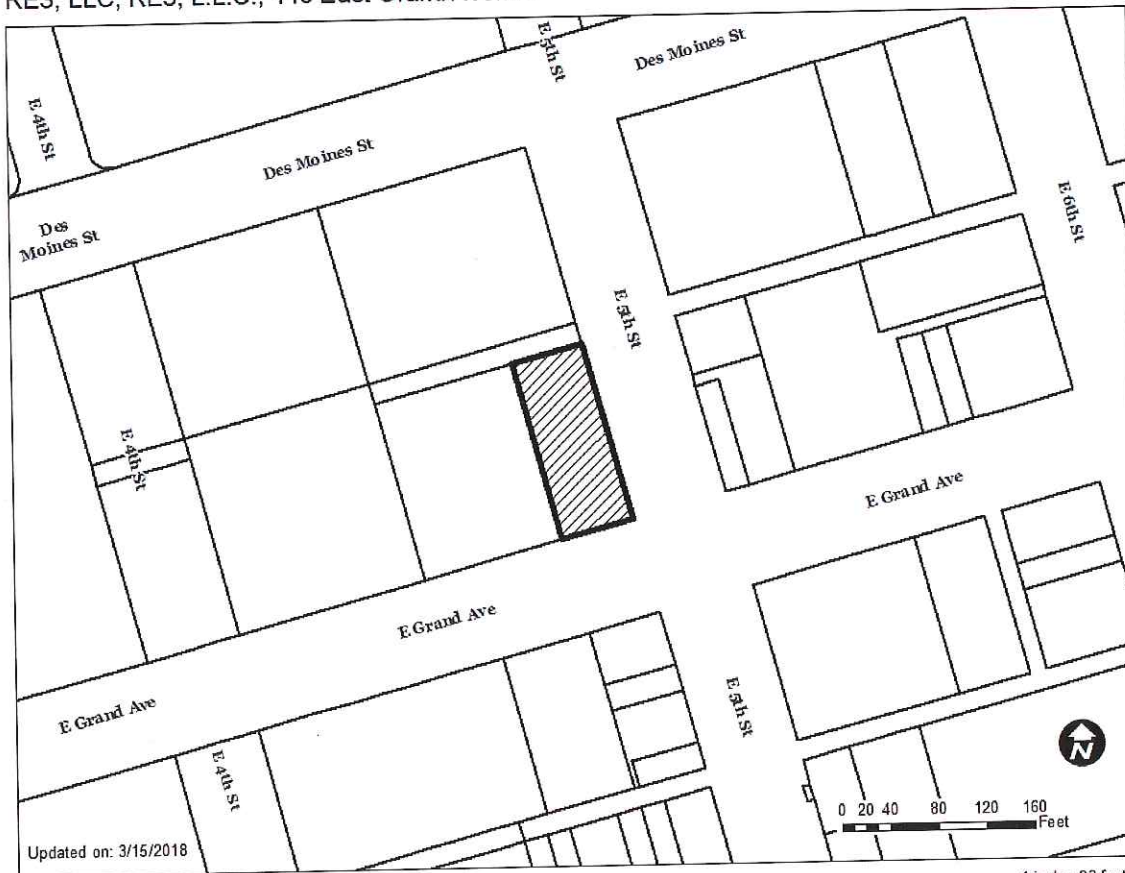 Des Moines St
E 5th St
E 4th St
Des Moines St
E 6th St
Des
Moines St
E 5th St
E 4th St
E Grand Ave
E Grand Ave
E 5th St
E Grand Ave
E 4th St
N
0 20 40 80 120 160
Feet
Updated on: 3/15/2018